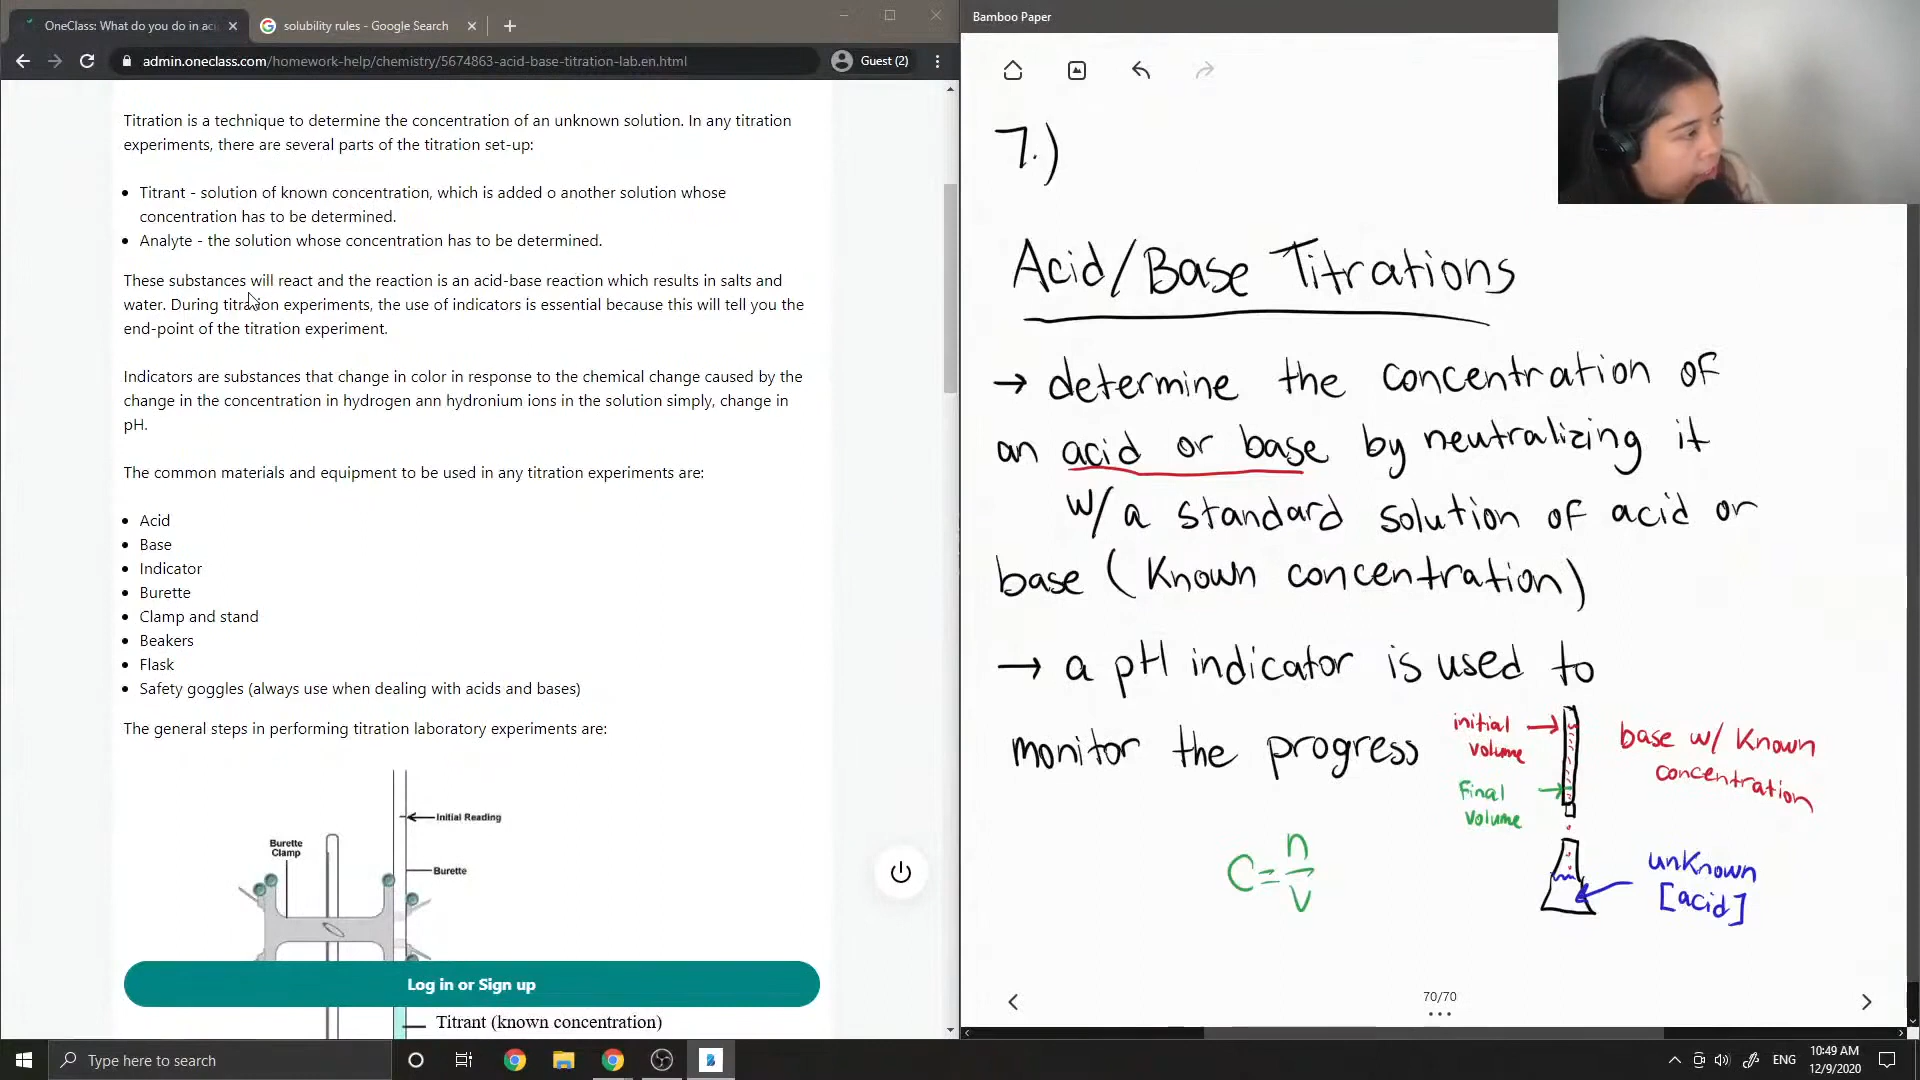 OneClass: What do you do in aci
solubility rules - Google Search
admin.oneclass.com/homework-help/chemistry/5674863-acid-base-titration-lab.en.html
Guest (2)
Titration is a technique to determine the concentration of an unknown solution. In any titration
experiments, there are several parts of the titration set-up:
Titrant - solution of known concentration, which is added o another solution whose
concentration has to be determined.
Analyte - the solution whose concentration has to be determined.
These substances will react and the reaction is an acid-base reaction which results in salts and
water. During titration experiments, the use of indicators is essential because this will tell you the
end-point of the titration experiment.
Indicators are substances that change in color in response to the chemical change caused by the
change in the concentration in hydrogen ann hydronium ions in the solution simply, change in
pH.
The common materials and equipment to be used in any titration experiments are:
Acid
Base
Indicator
Burette
Clamp and stand
Beakers
Flask
Safety goggles (always use when dealing with acids and bases)
The general steps in performing titration laboratory experiments are:
Initial Reading
Burette
Clamp
Burette
Log in or Sign up
Titrant (known concentration)
Bamboo Paper
7.)
Acid/Base Titrations
→ determine the concentration of
an acid or base by neutralizing it
w/ a standard solution of acid or
base (Known concentration)
→ a pH indicator is used to
monitor the progress
initial
volume
base w/ Known
concentration
Final
volume
C = n/v
unKnown
[acid]
70/70
Type here to search
ENG
10:49 AM
12/9/2020